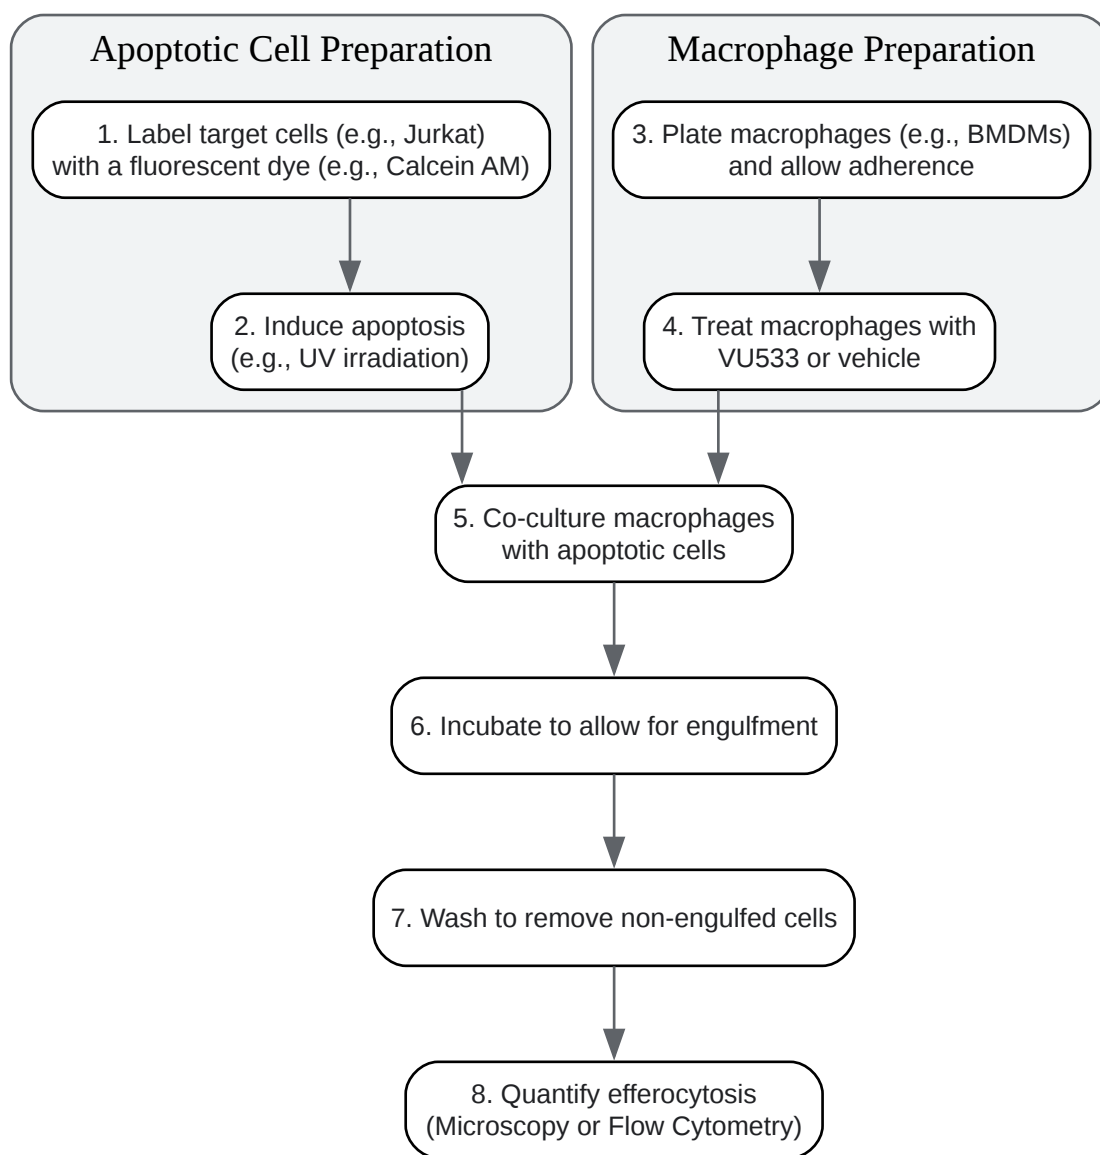 Apoptotic Cell Preparation
1. Label target cells (e.g., Jurkat)
with a fluorescent dye (e.g., Calcein AM)
2. Induce apoptosis
(e.g., UV irradiation)
Macrophage Preparation
3. Plate macrophages (e.g., BMDMs)
and allow adherence
4. Treat macrophages with
VU533 or vehicle
5. Co-culture macrophages
with apoptotic cells
6. Incubate to allow for engulfment
7. Wash to remove non-engulfed cells
8. Quantify efferocytosis
(Microscopy or Flow Cytometry)